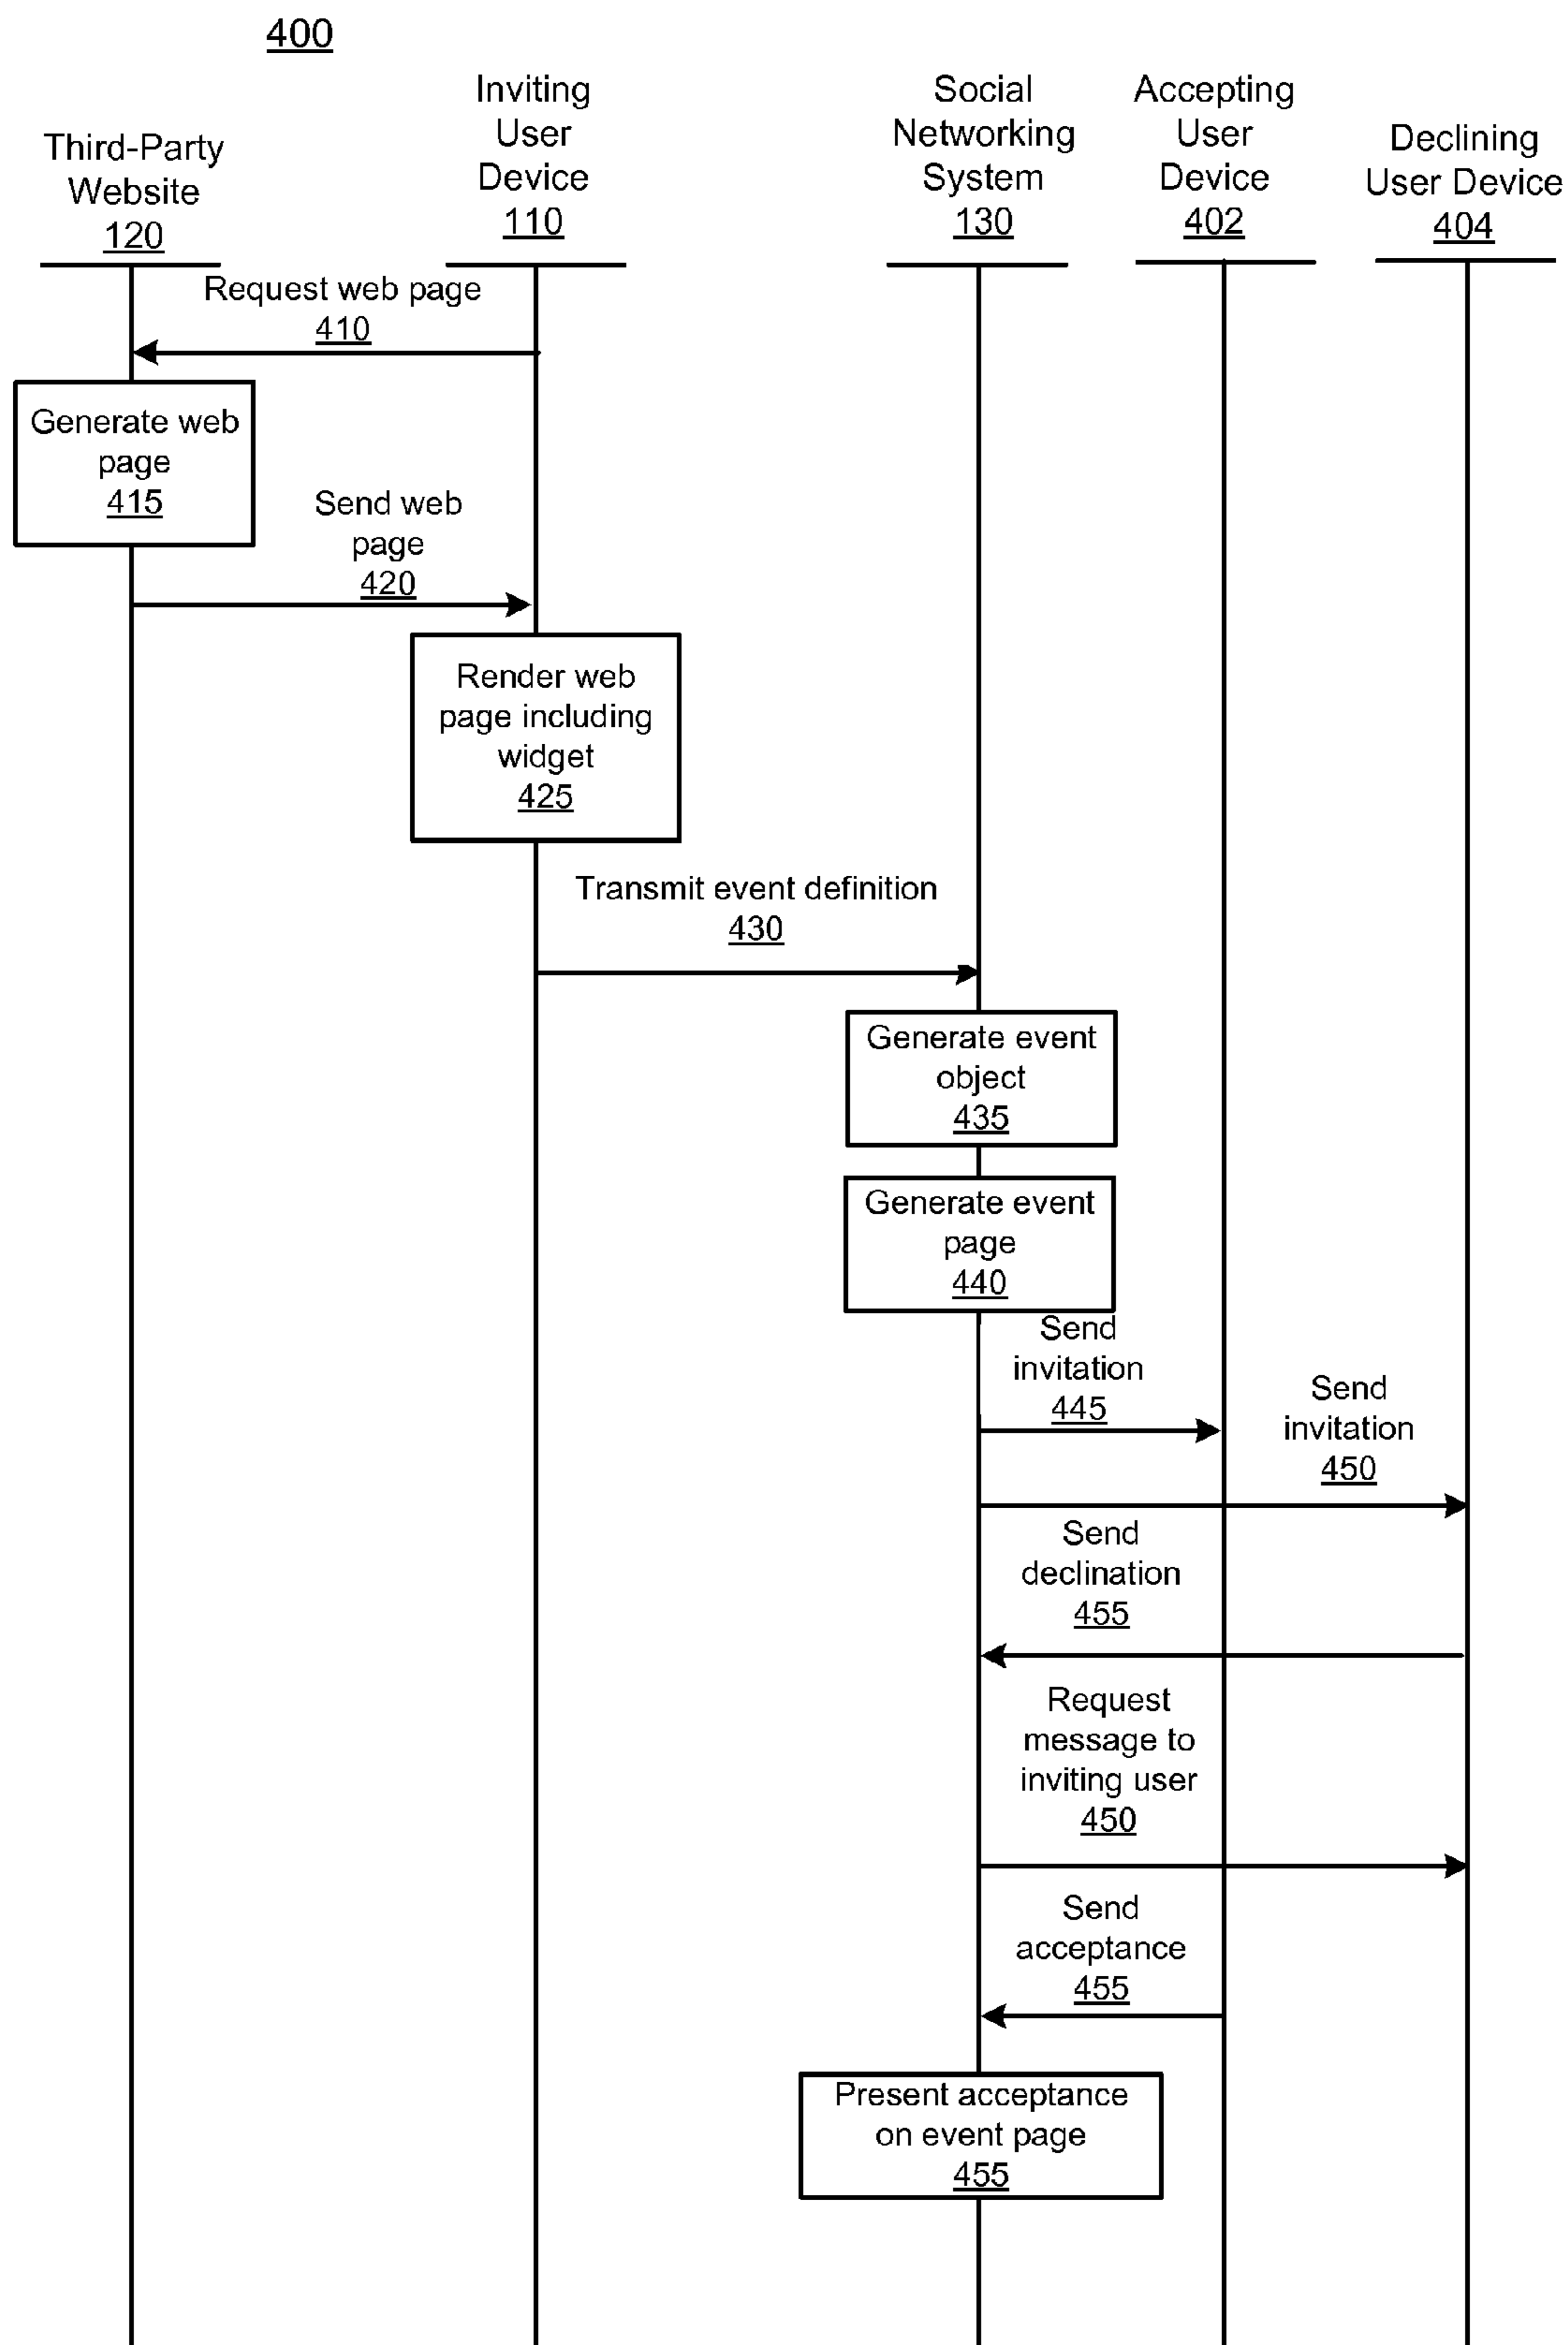 400
Third-Party
Website
120
Inviting
User
Device
110
Social
Networking
System
130
Accepting
User
Device
402
Declining
User Device
404
Request web page
410
Generate web
page
415
Send web
page
420
Render web
page including
widget
425
Transmit event definition
430
Generate event
object
435
Generate event
page
440
Send
invitation
445
Send
invitation
450
Send
declination
455
Request
message to
inviting user
450
Send
acceptance
455
Present acceptance
on event page
455